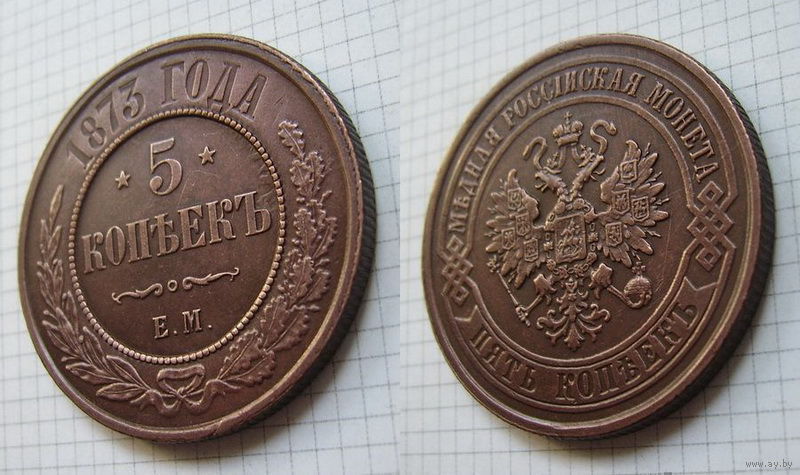 1873 ГОДА
5
КОПѢЕКЪ
Е.М.
МѢДНАЯ РОССІЙСКАЯ МОНЕТА
ПЯТЬ КОПѢЕКЪ
www.ay.by